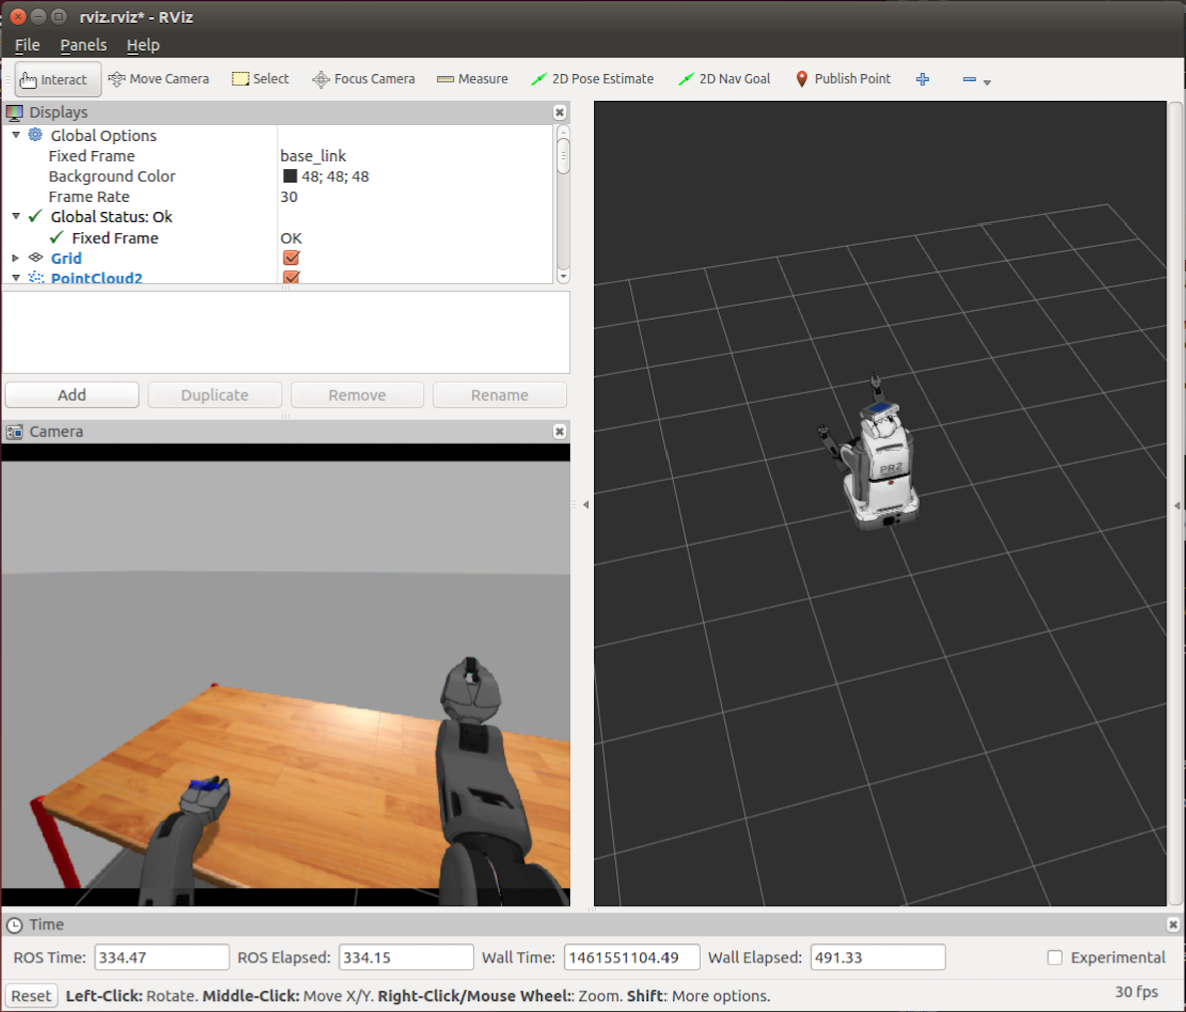 rviz.rviz* - RViz
File Panels Help
Interact Move Camera Select Focus Camera Measure 2D Pose Estimate 2D Nav Goal Publish Point
Displays
Global Options
Fixed Frame base_link
Background Color 48; 48; 48
Frame Rate 30
Global Status: Ok
Fixed Frame OK
Grid
PointCloud2
Add Duplicate Remove Rename
Camera
PR2
Time
ROS Time: 334.47 ROS Elapsed: 334.15 Wall Time: 1461551104.49 Wall Elapsed: 491.33 Experimental
Reset Left-Click: Rotate. Middle-Click: Move X/Y. Right-Click/Mouse Wheel:: Zoom. Shift: More options. 30 fps